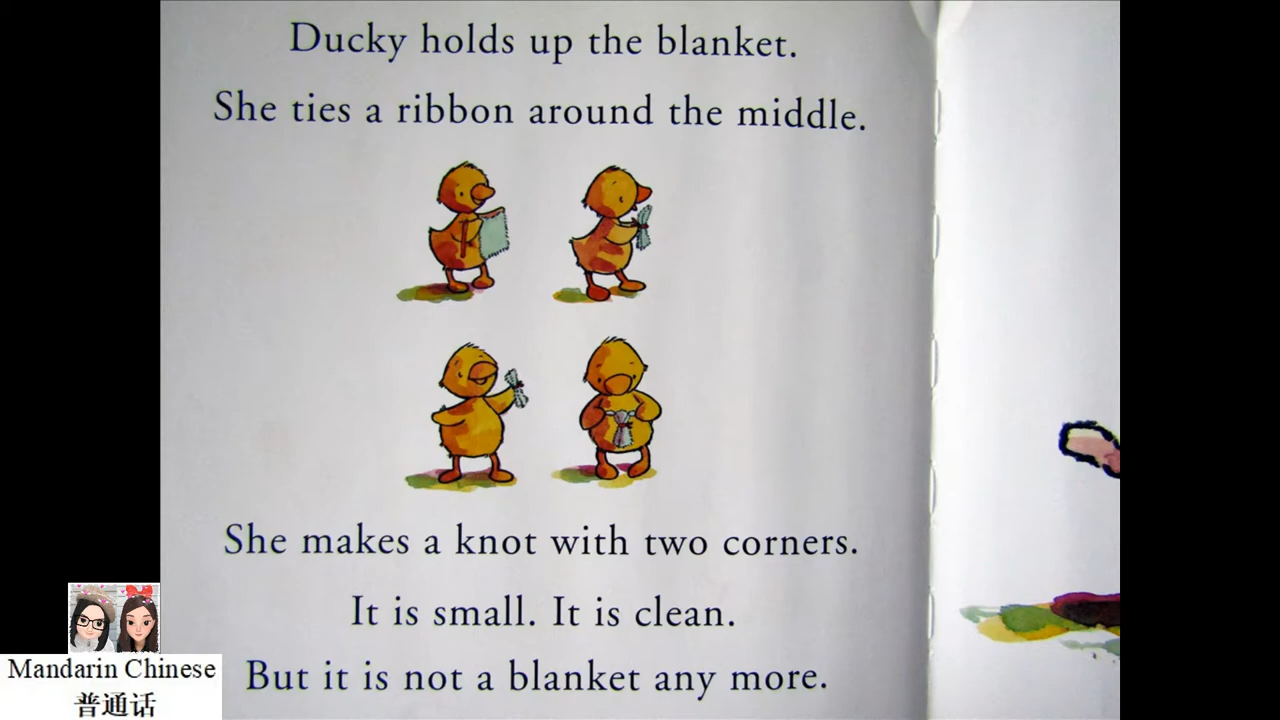 Ducky holds up the blanket.
She ties a ribbon around the middle.
She makes a knot with two corners.
It is small. It is clean.
But it is not a blanket any more.
Mandarin Chinese
普通话